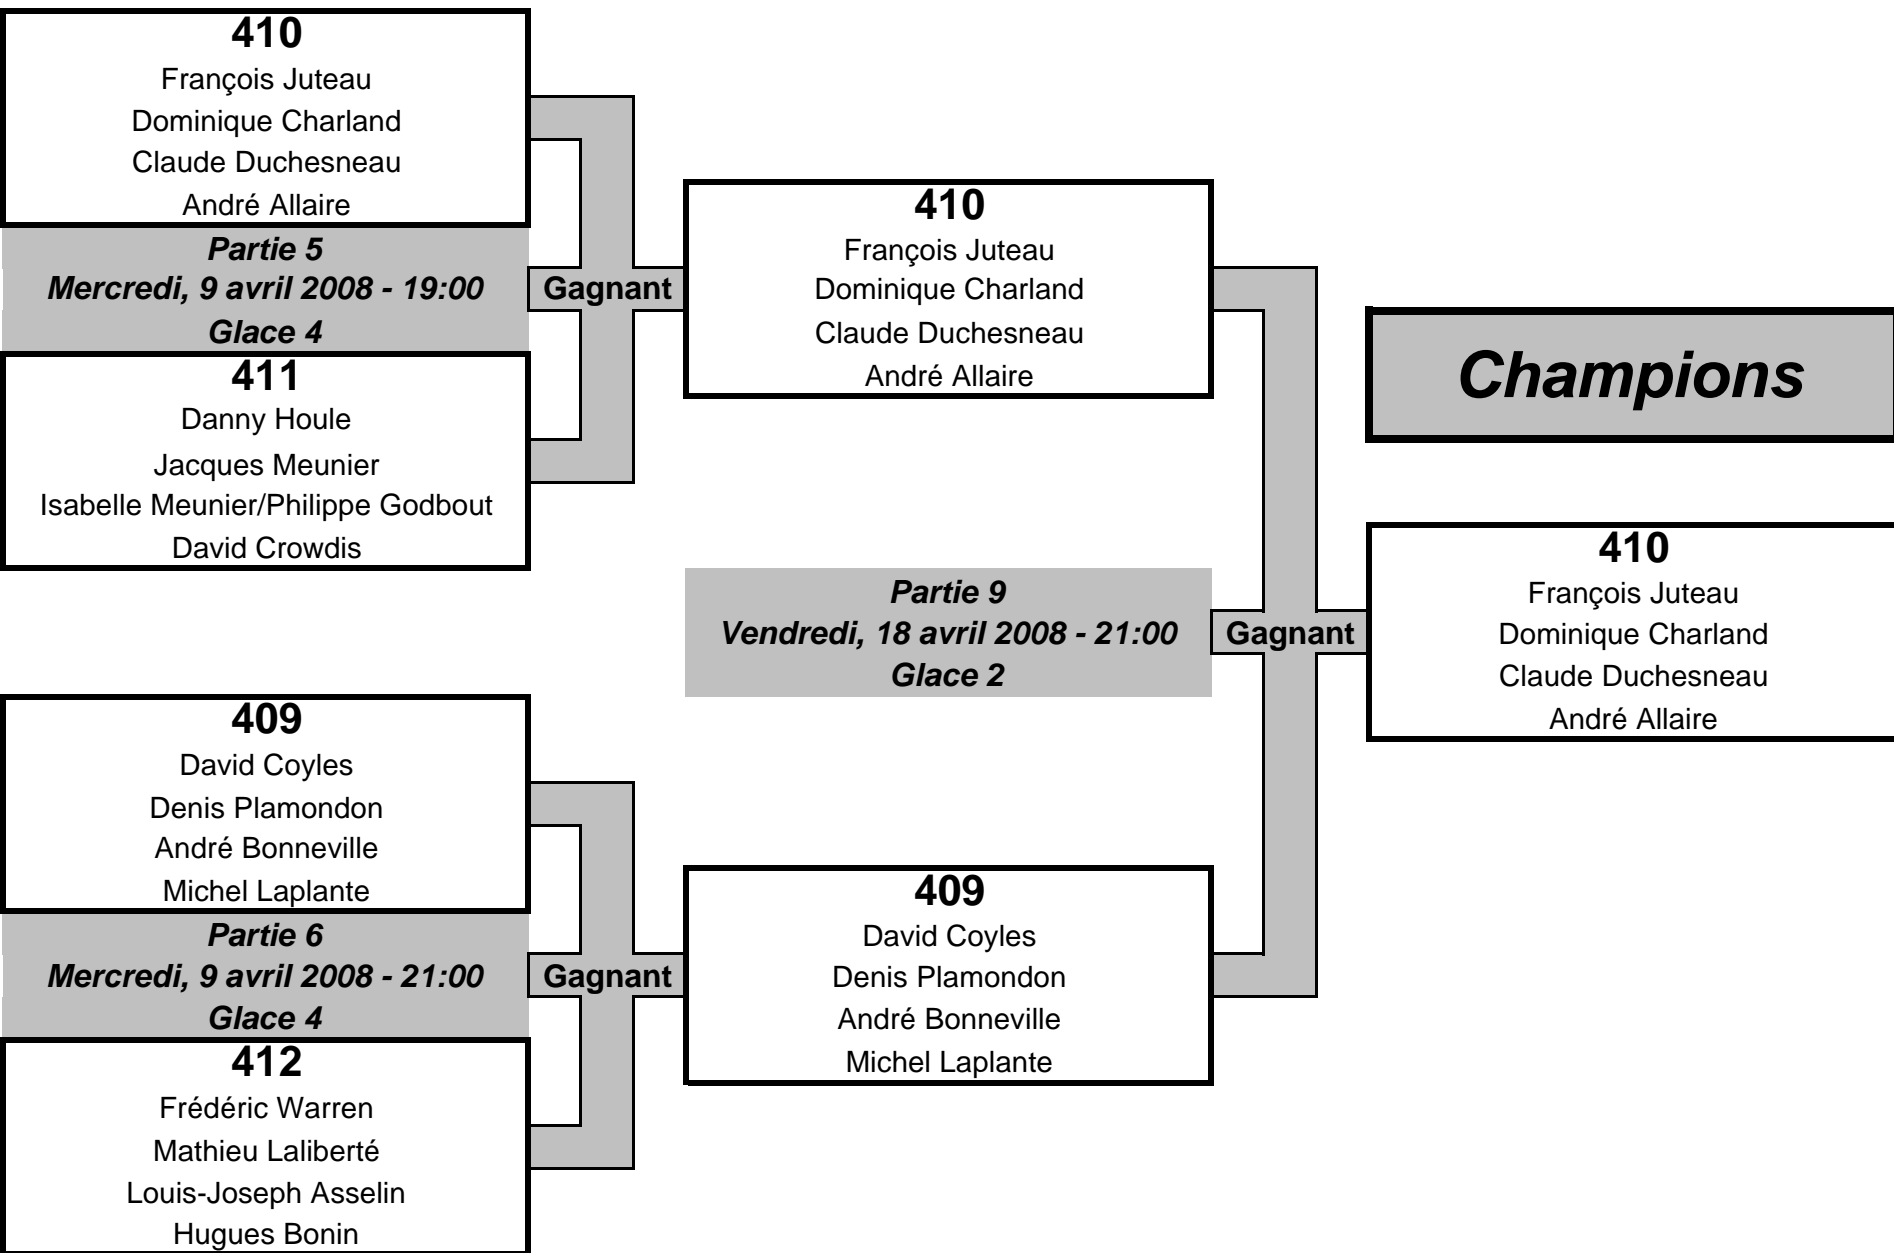 410
François Juteau
Dominique Charland
Claude Duchesneau
André Allaire
Partie 5
Mercredi, 9 avril 2008 - 19:00
Glace 4
Gagnant
411
Danny Houle
Jacques Meunier
Isabelle Meunier/Philippe Godbout
David Crowdis
409
David Coyles
Denis Plamondon
André Bonneville
Michel Laplante
Partie 6
Mercredi, 9 avril 2008 - 21:00
Glace 4
Gagnant
412
Frédéric Warren
Mathieu Laliberté
Louis-Joseph Asselin
Hugues Bonin
410
François Juteau
Dominique Charland
Claude Duchesneau
André Allaire
Partie 9
Vendredi, 18 avril 2008 - 21:00
Glace 2
Gagnant
409
David Coyles
Denis Plamondon
André Bonneville
Michel Laplante
Champions
410
François Juteau
Dominique Charland
Claude Duchesneau
André Allaire